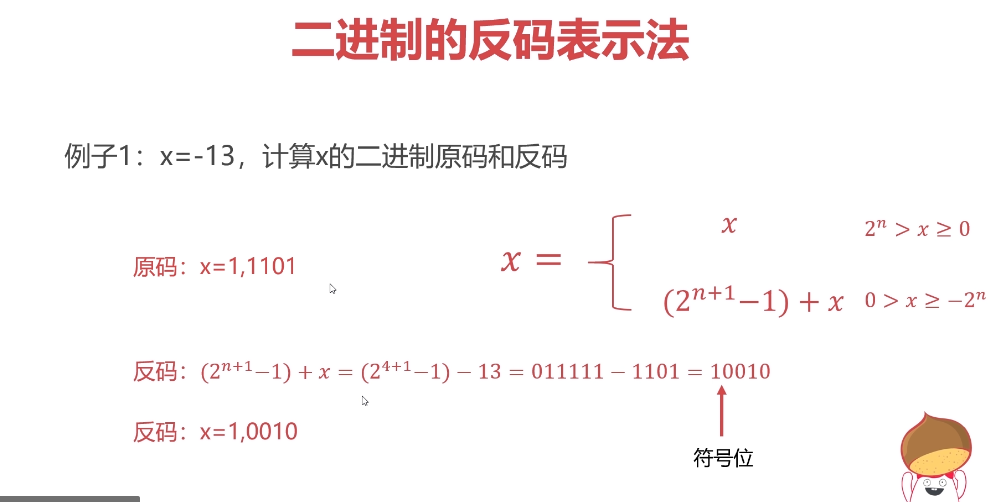 二进制的反码表示法
例子1：x=-13，计算x的二进制原码和反码
x = { x 2ⁿ > x ≥ 0
(2ⁿ⁺¹−1) + x 0 > x ≥ −2ⁿ
原码：x=1,1101
反码：(2ⁿ⁺¹−1) + x = (2⁴⁺¹−1) − 13 = 011111 − 1101 = 10010
反码：x=1,0010
符号位